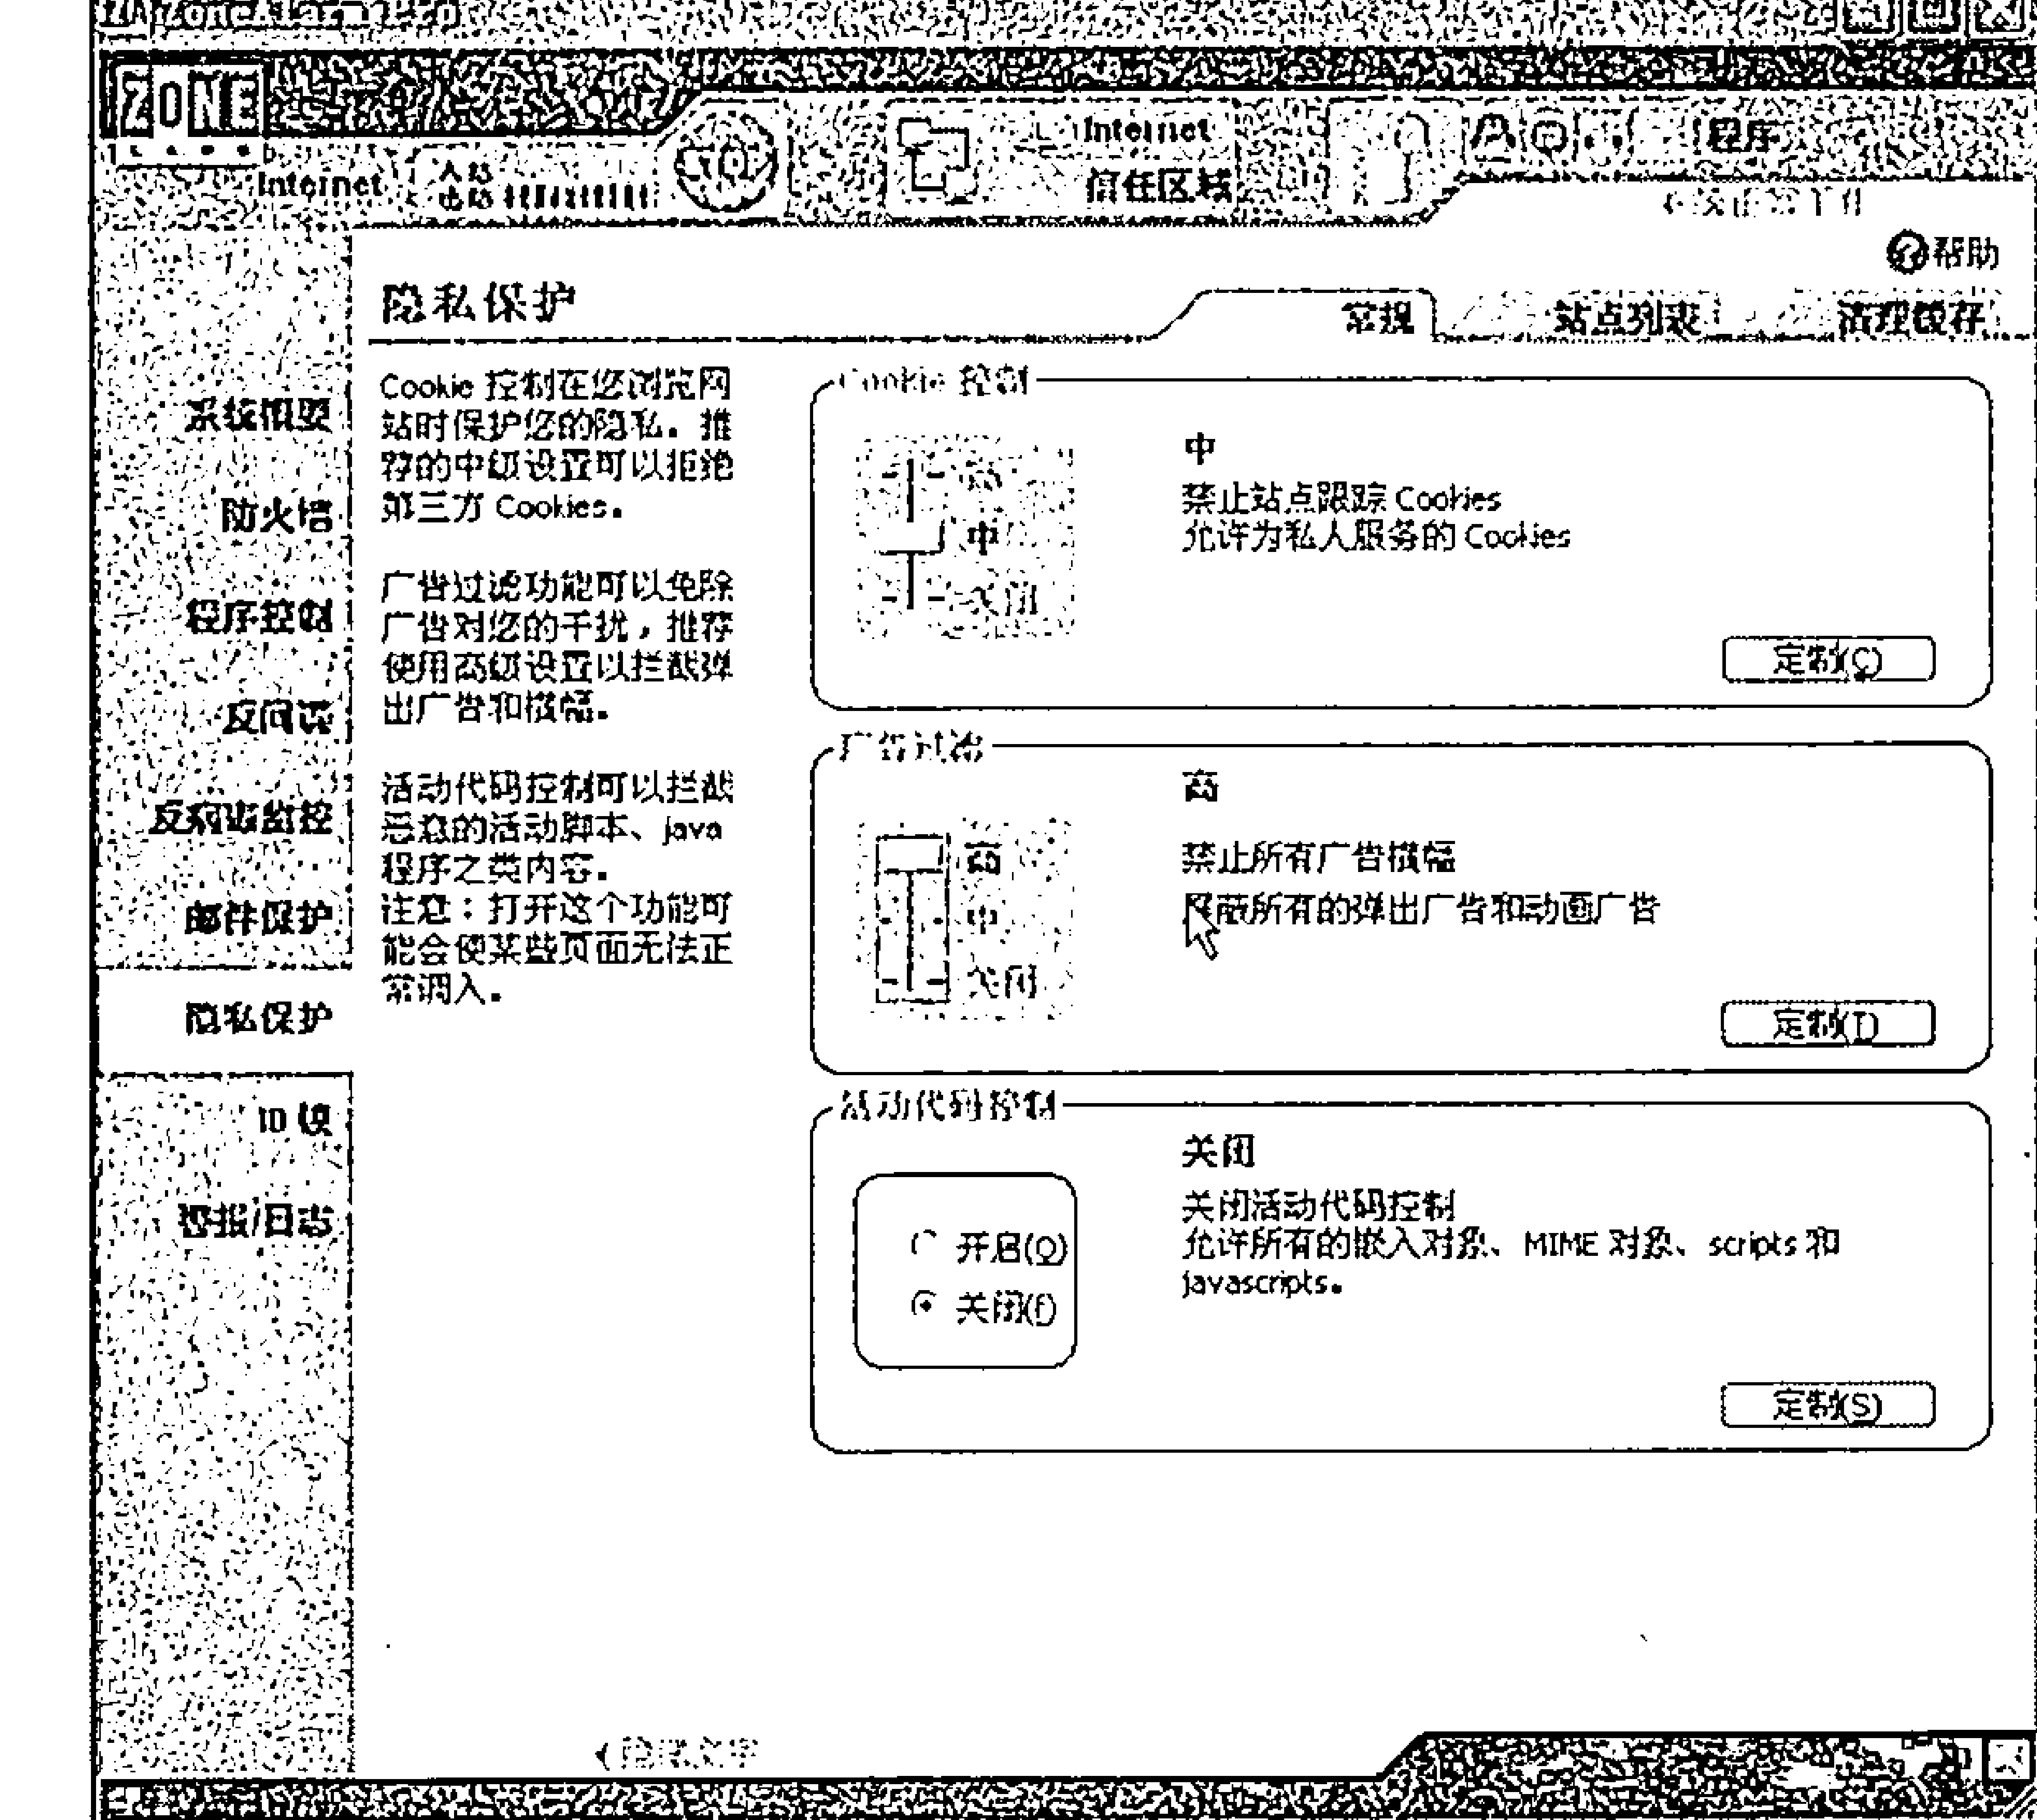 ZoneAlarm Pro
ZONE
LABS
Internet
入站
出站
STOP
Internet
信任区域
程序
帮助
隐私保护
常规
站点列表
清理缓存
系统概要
防火墙
程序控制
反间谍
反病毒监控
邮件保护
隐私保护
ID 锁
警报/日志
Cookie 控制在您浏览网
站时保护您的隐私。推
荐的中级设置可以拒绝
第三方 Cookies。
广告过滤功能可以免除
广告对您的干扰，推荐
使用高级设置以拦截弹
出广告和横幅。
活动代码控制可以拦截
恶意的活动脚本、java
程序之类内容。
注意：打开这个功能可
能会使某些页面无法正
常调入。
Cookie 控制
高
中
关闭
中
禁止站点跟踪 Cookies
允许为私人服务的 Cookies
定制(C)
广告过滤
高
中
关闭
高
禁止所有广告横幅
屏蔽所有的弹出广告和动画广告
定制(T)
活动代码控制
开启(O)
关闭(f)
关闭
关闭活动代码控制
允许所有的嵌入对象、MIME 对象、scripts 和
javascripts。
定制(S)
隐藏文字